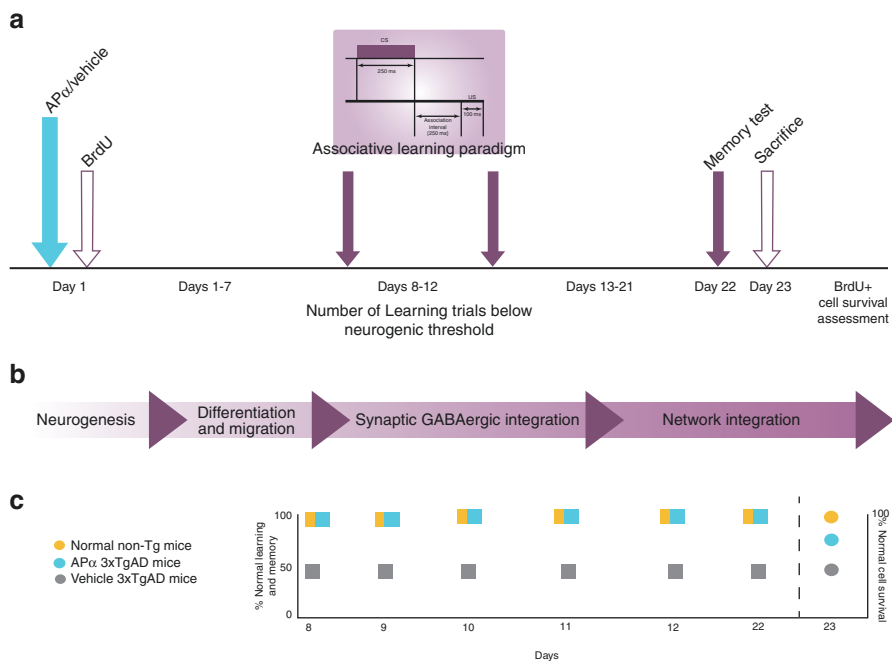 a
APα/vehicle
BrdU
CS
250 ms
US
100 ms
Association
interval
(250 ms)
Associative learning paradigm
Memory test
Sacrifice
Day 1
Days 1-7
Days 8-12
Days 13-21
Day 22
Day 23
BrdU+
cell survival
assessment
Number of Learning trials below
neurogenic threshold
b
Neurogenesis
Differentiation
and migration
Synaptic GABAergic integration
Network integration
c
Normal non-Tg mice
APα 3xTgAD mice
Vehicle 3xTgAD mice
% Normal learning
and memory
100
50
0
8
9
10
11
12
22
23
Days
100
0
% Normal cell survival